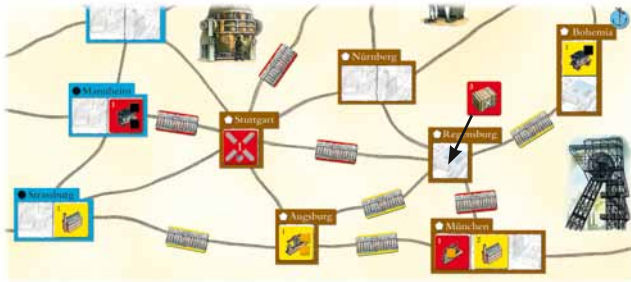 Bohemia
Nürnberg
Mannheim
Stuttgart
Regensburg
Strassburg
Augsburg
München